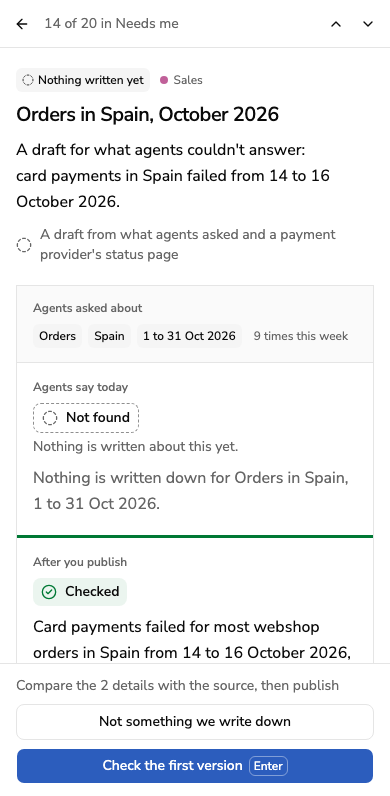 14 of 20 in Needs me
Nothing written yet
Sales
Orders in Spain, October 2026
A draft for what agents couldn't answer:
card payments in Spain failed from 14 to 16
October 2026.
A draft from what agents asked and a payment
provider's status page
Agents asked about
Orders
Spain
1 to 31 Oct 2026
9 times this week
Agents say today
Not found
Nothing is written about this yet.
Nothing is written down for Orders in Spain,
1 to 31 Oct 2026.
After you publish
Checked
Card payments failed for most webshop
orders in Spain from 14 to 16 October 2026,
Compare the 2 details with the source, then publish
Not something we write down
Check the first version Enter